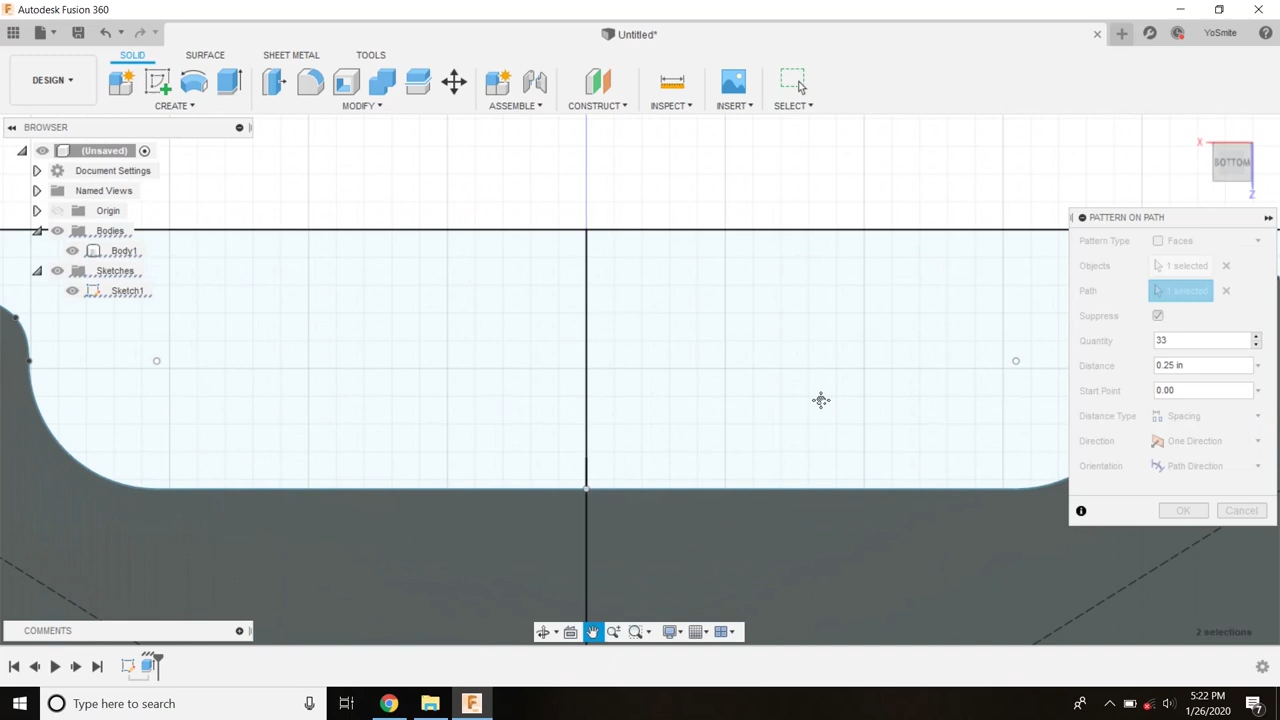 Autodesk Fusion 360
Untitled*
YoSmite
DESIGN
SOLID
SURFACE
SHEET METAL
TOOLS
CREATE
MODIFY
ASSEMBLE
CONSTRUCT
INSPECT
INSERT
SELECT
BROWSER
(Unsaved)
Document Settings
Named Views
Origin
Bodies
Body1
Sketches
Sketch1
X
BOTTOM
Z
PATTERN ON PATH
Pattern Type Faces
Objects 1 selected
Path 1 selected
Suppress
Quantity 33
Distance 0.25 in
Start Point 0.00
Distance Type Spacing
Direction One Direction
Orientation Path Direction
OK Cancel
COMMENTS
2 selections
Type here to search
5:22 PM
1/26/2020
7